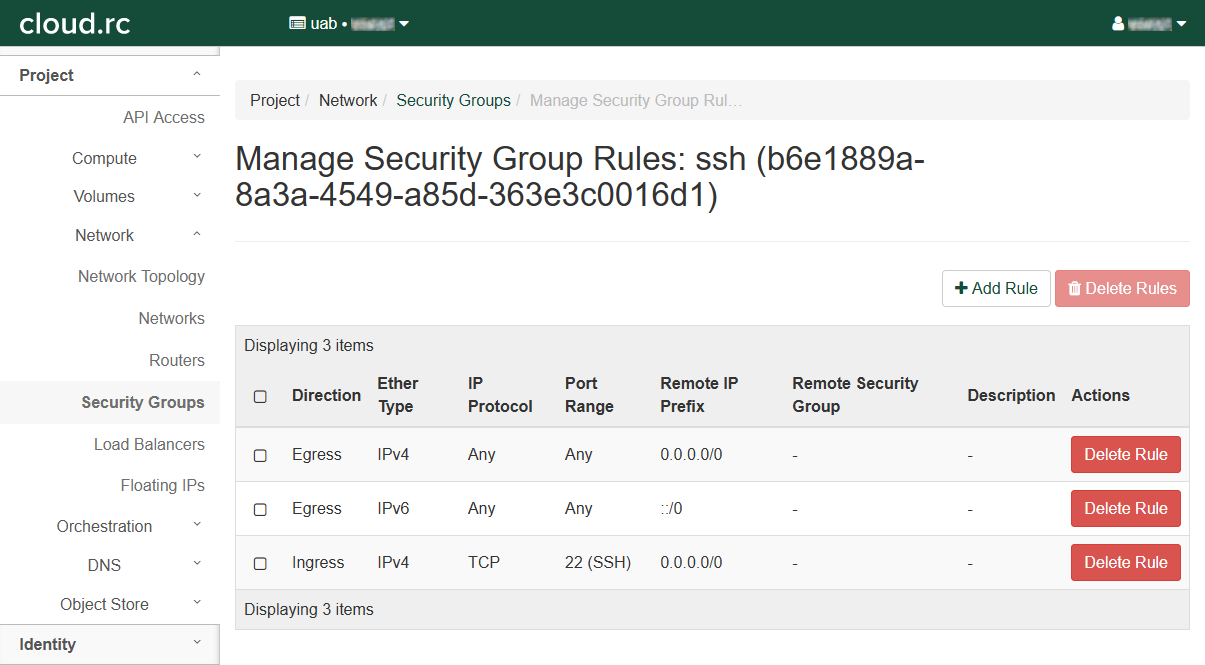 cloud.rc
uab •
Project
API Access
Compute
Volumes
Network
Network Topology
Networks
Routers
Security Groups
Load Balancers
Floating IPs
Orchestration
DNS
Object Store
Identity
Project / Network / Security Groups / Manage Security Group Rul...
Manage Security Group Rules: ssh (b6e1889a-
8a3a-4549-a85d-363e3c0016d1)
Add Rule Delete Rules
Displaying 3 items
Direction Ether Type IP Protocol Port Range Remote IP Prefix Remote Security Group Description Actions
Egress IPv4 Any Any 0.0.0.0/0 - - Delete Rule
Egress IPv6 Any Any ::/0 - - Delete Rule
Ingress IPv4 TCP 22 (SSH) 0.0.0.0/0 - - Delete Rule
Displaying 3 items